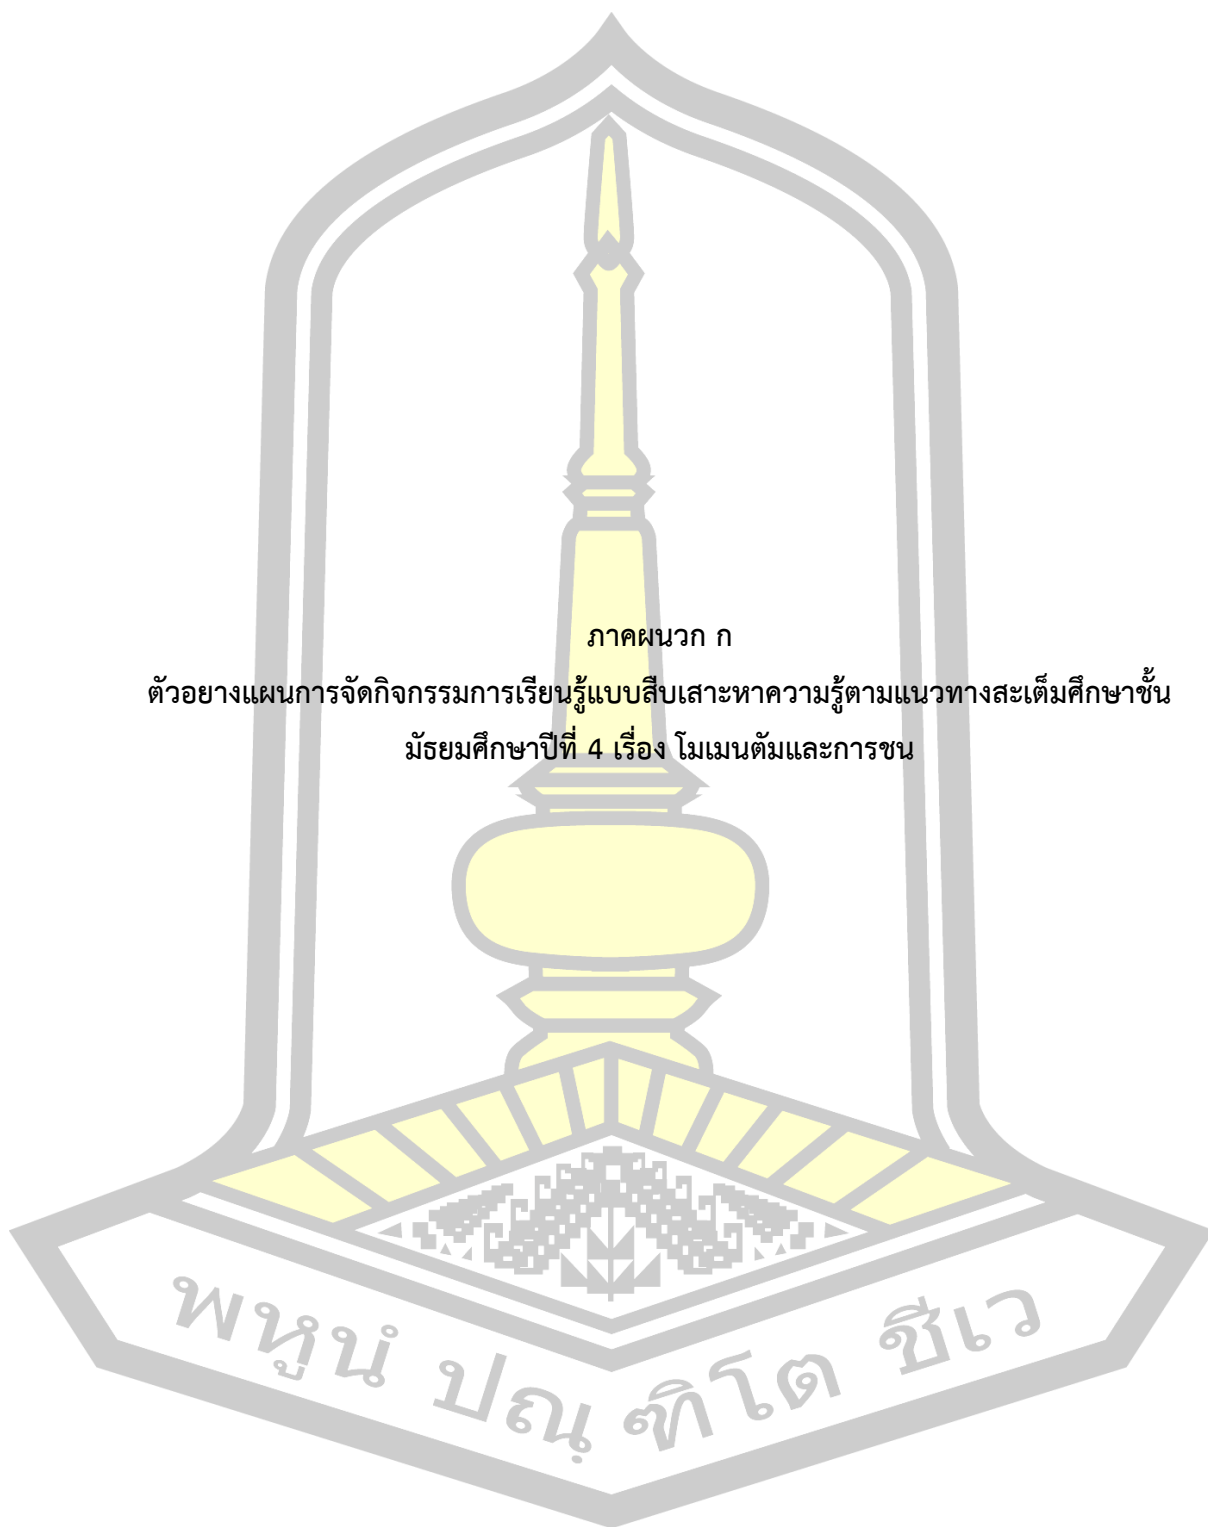 ภาคผนวก ก
ตัวอยางแผนการจัดกิจกรรมการเรียนรู้แบบสืบเสาะหาความรู้ตามแนวทางสะเต็มศึกษาชั้น
มัธยมศึกษาปีที่ 4 เรื่อง โมเมนตัมและการชน
พหูนํ ปณฺฑิโต ชีเว